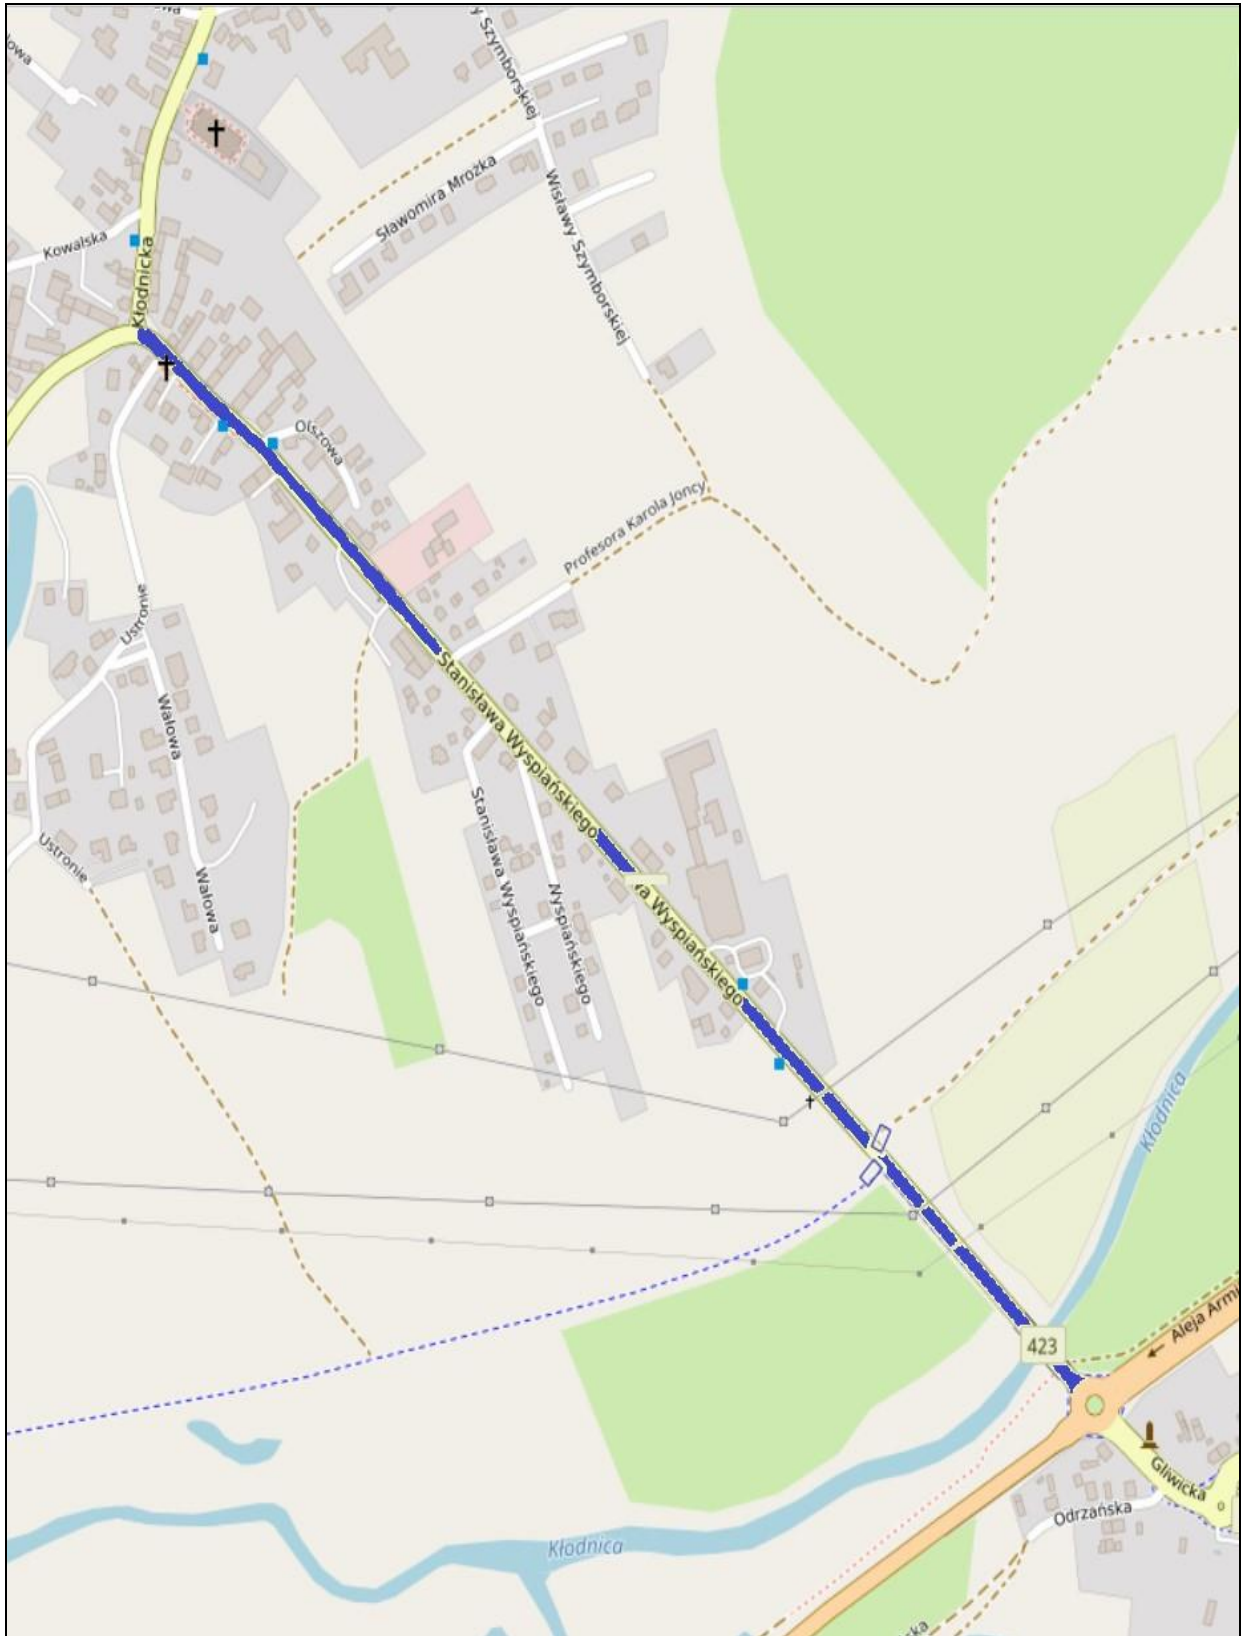 y Szymborskiej
Sławomira Mrożka
Wisławy Szymborskiej
Kowalska
Kłodnicka
Olszowa
Profesora Karola Joncy
Ustronie
Stanisława Wyspiańskiego
Wałowa
Stanisława Wyspiańskiego
Wyspiańskiego
Ustronie
Wałowa
wa Wyspiańskiego
Kłodnica
423
Aleja Armi
Gliwicka
Odrzańska
Kłodnica